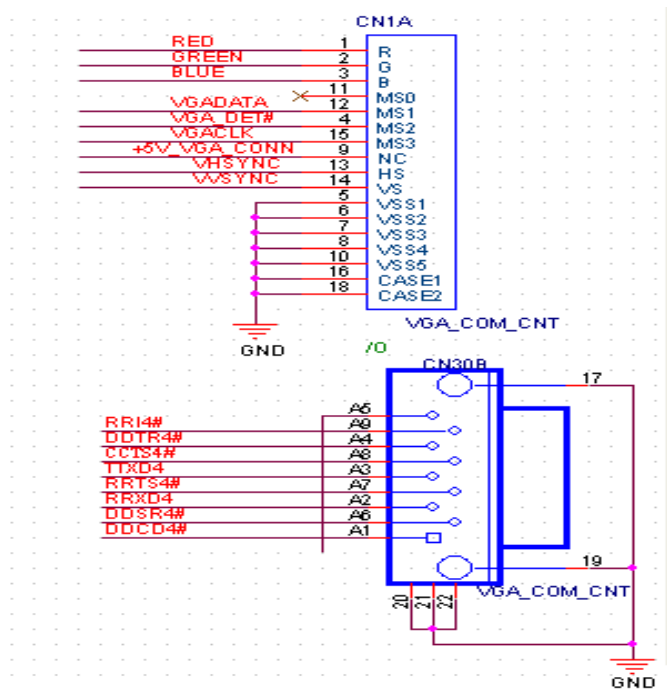 CN1A
RED 1 R
GREEN 2 G
BLUE 3 B
11 MS0
VGADATA 12 MS1
VGA_DET# 4 MS2
VGACLK 15 MS3
+5V_VGA_CONN 9 NC
VHSYNC 13 HS
VVSYNC 14 VS
5 VSS1
6 VSS2
7 VSS3
8 VSS4
10 VSS5
16 CASE1
18 CASE2
VGA_COM_CNT
GND
/O
CN30B
17
A5
RRI4# A9
DDTR4# A4
CCTS4# A8
TTXD4 A3
RRTS4# A7
RRXD4 A2
DDSR4# A6
DDCD4# A1
19
VGA_COM_CNT
20 21 22
GND